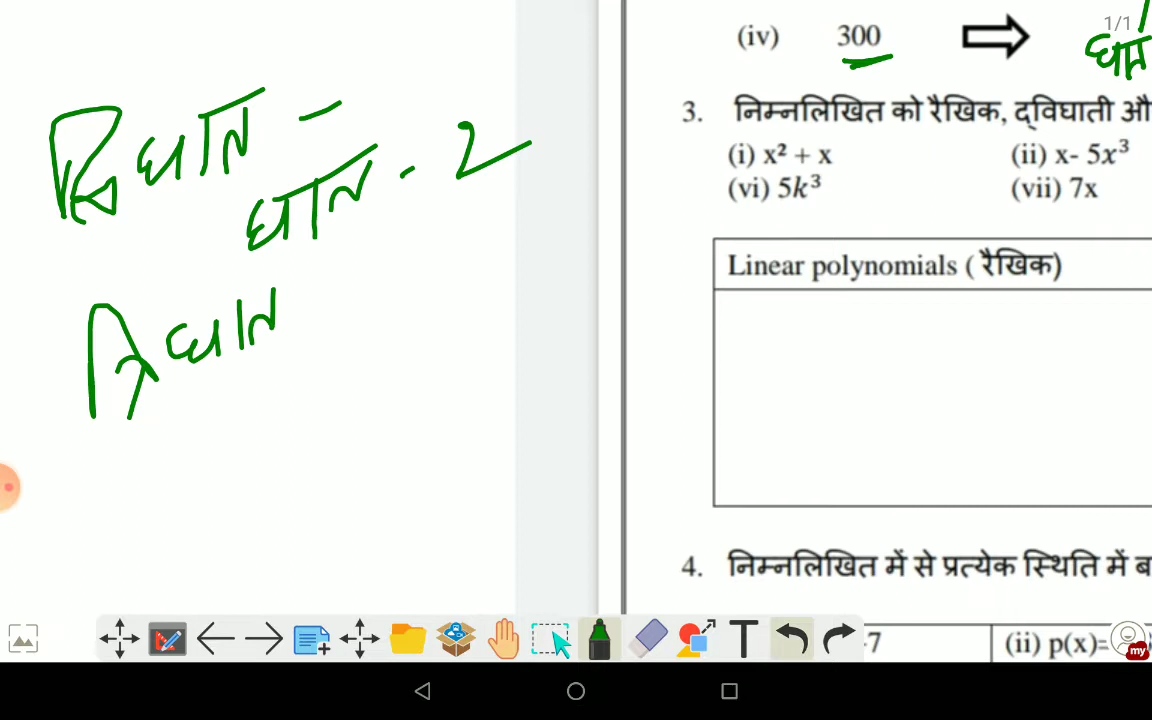 (iv) 300
1/1
घात
3. निम्नलिखित को रैखिक, द्विघाती औ
(i) x² + x (ii) x- 5x³
(vi) 5k³ (vii) 7x
द्विघात =
घात - 2
Linear polynomials ( रैखिक)
त्रिघात
4. निम्नलिखित में से प्रत्येक स्थिति में ब
-7 (ii) p(x)=
T
my